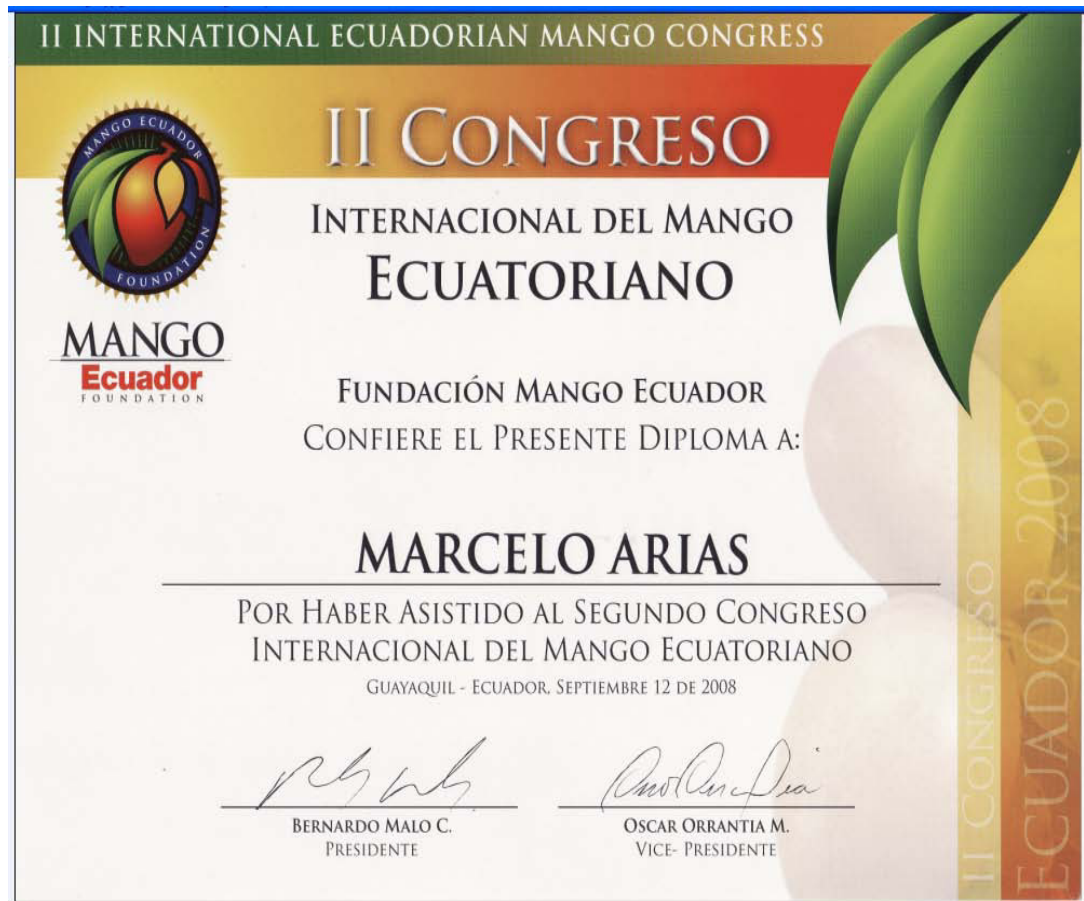 II INTERNATIONAL ECUADORIAN MANGO CONGRESS
MANGO ECUADOR
FOUNDATION
MANGO
Ecuador
FOUNDATION
II CONGRESO
INTERNACIONAL DEL MANGO
ECUATORIANO
FUNDACIÓN MANGO ECUADOR
CONFIERE EL PRESENTE DIPLOMA A:
MARCELO ARIAS
POR HABER ASISTIDO AL SEGUNDO CONGRESO
INTERNACIONAL DEL MANGO ECUATORIANO
GUAYAQUIL - ECUADOR, SEPTIEMBRE 12 DE 2008
BERNARDO MALO C.
PRESIDENTE
OSCAR ORRANTIA M.
VICE- PRESIDENTE
II CONGRESO
ECUADOR 2008